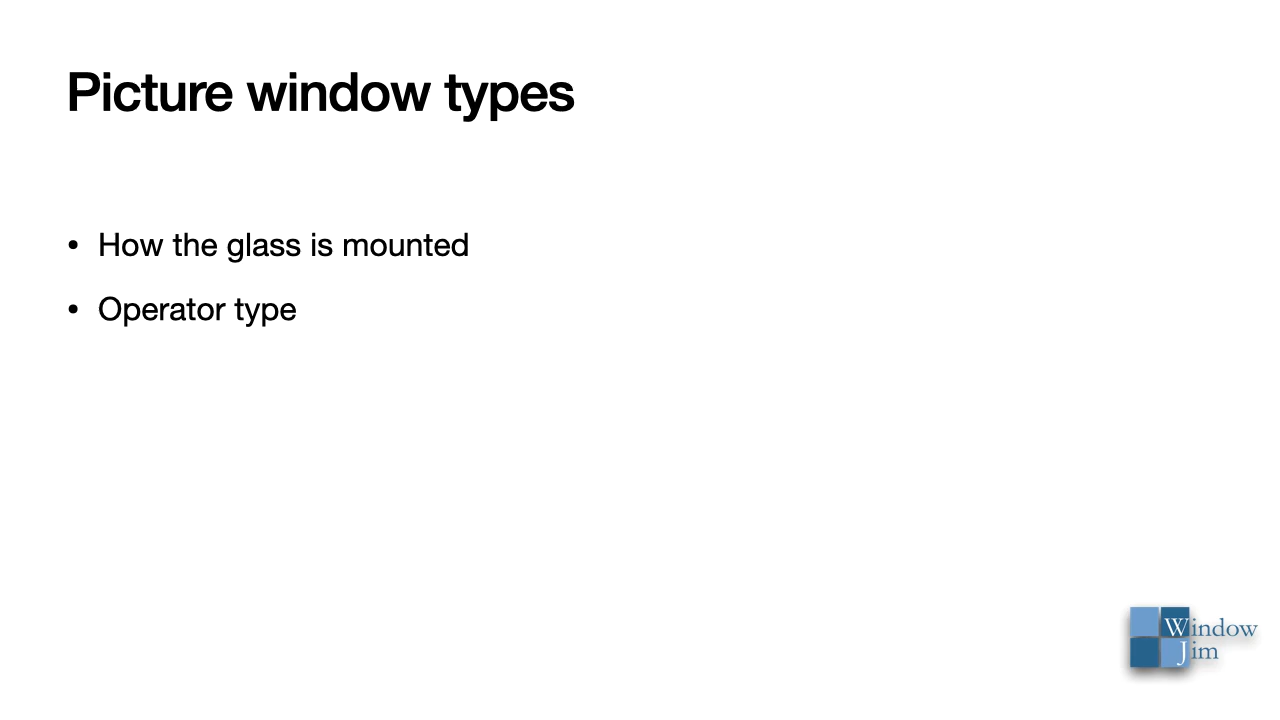 Picture window types
• How the glass is mounted
• Operator type
Window
Jim